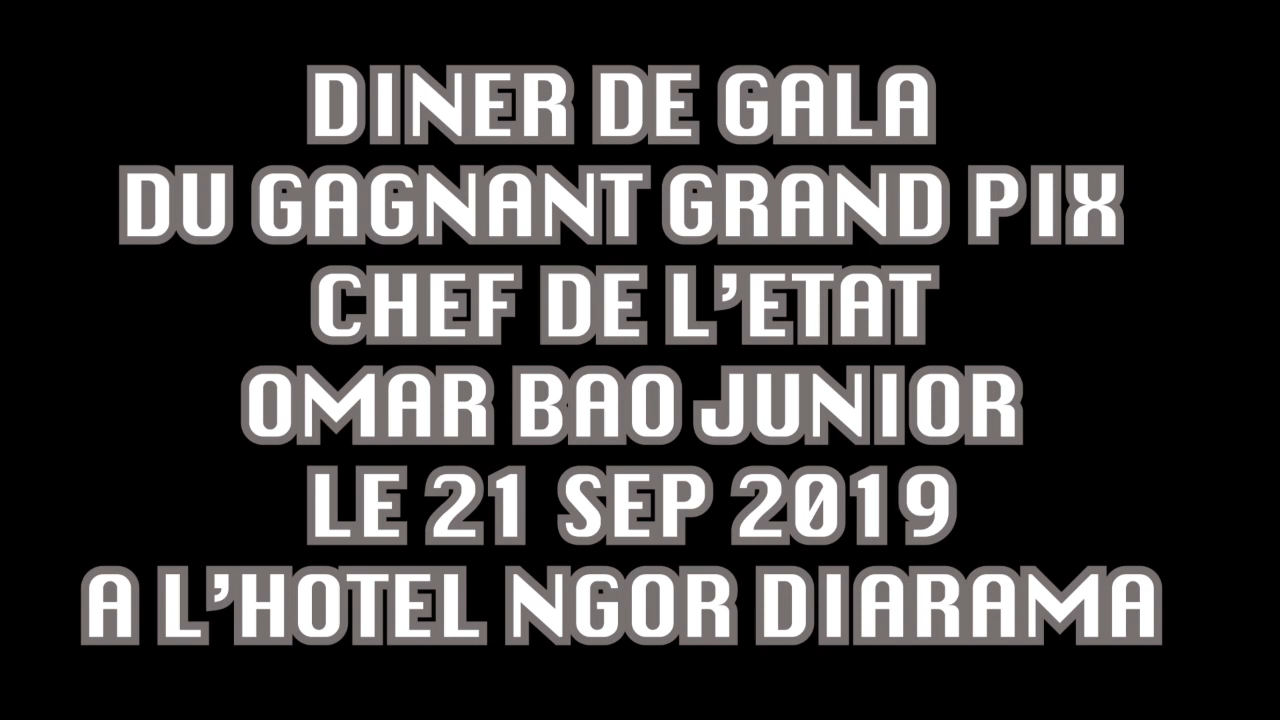 DINER DE GALA
DU GAGNANT GRAND PIX
CHEF DE L'ETAT
OMAR BAO JUNIOR
LE 21 SEP 2019
A L'HOTEL NGOR DIARAMA